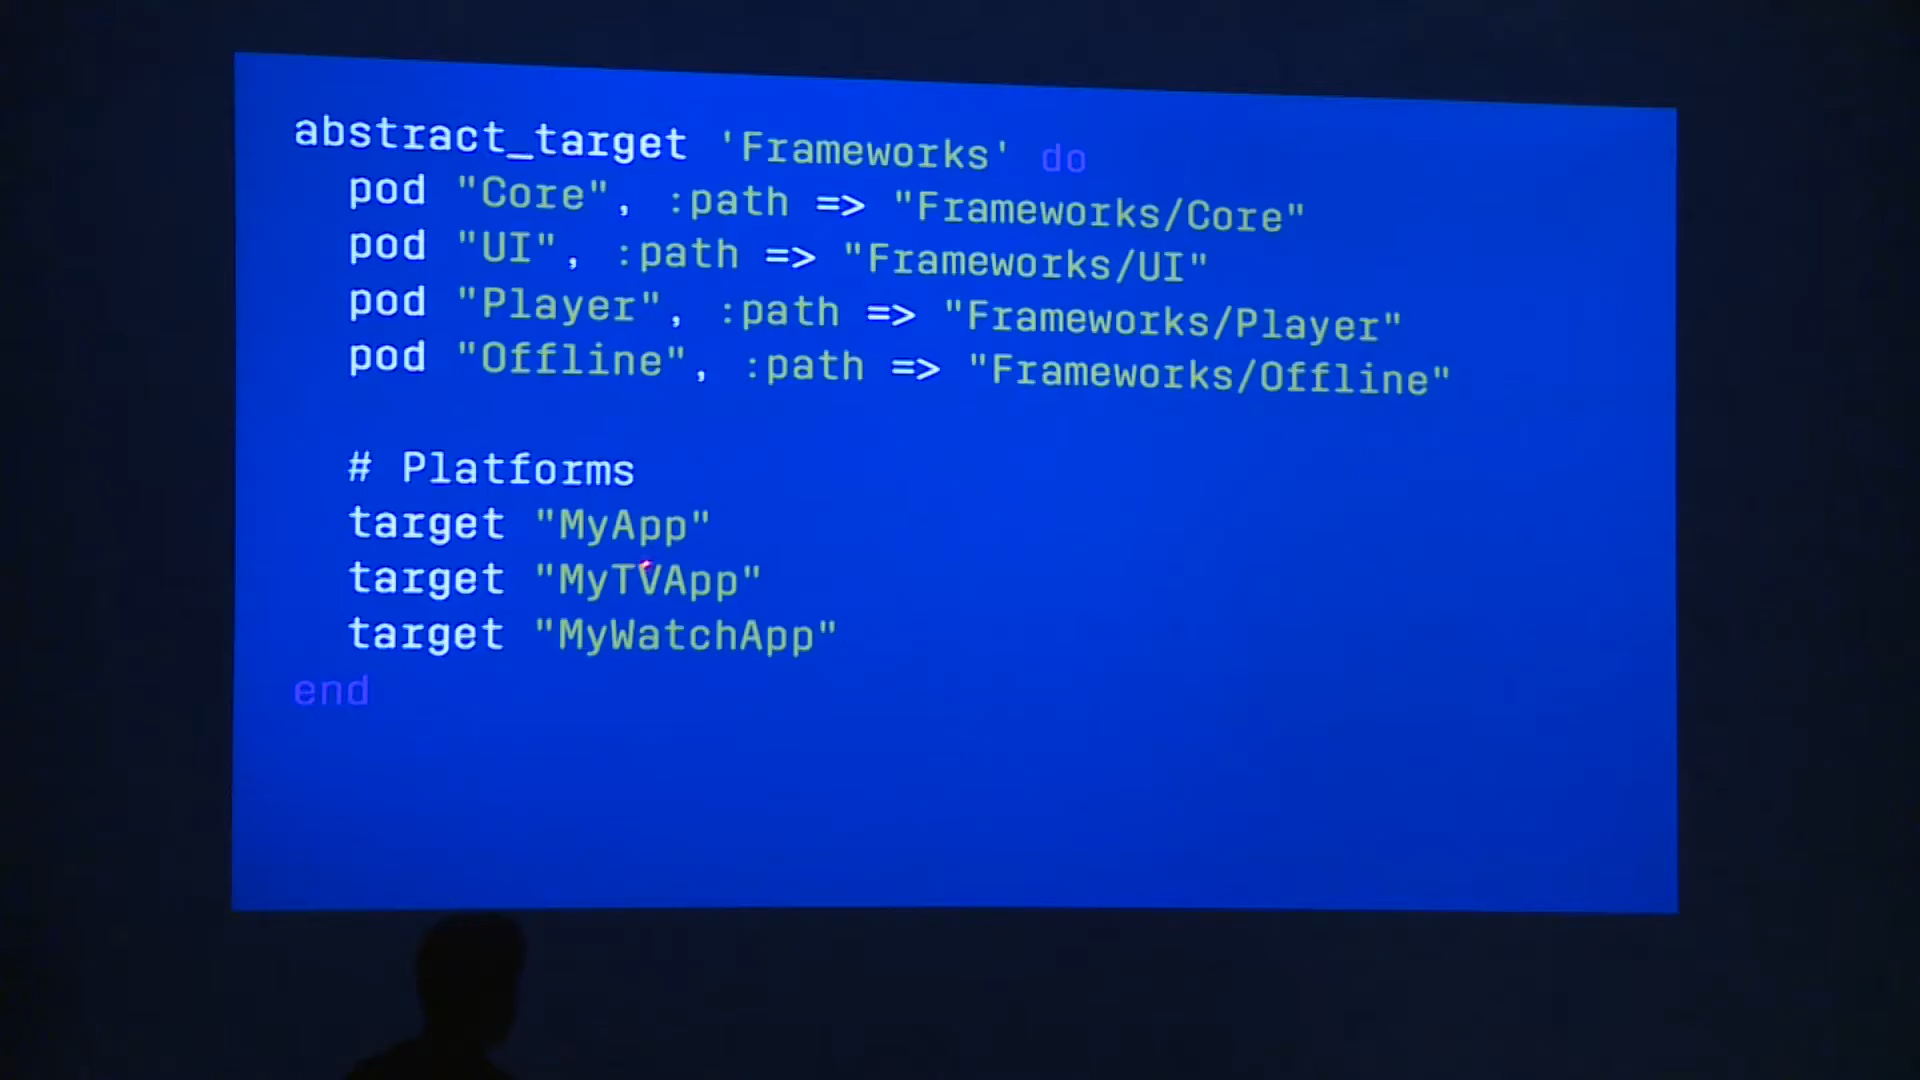 abstract_target 'Frameworks' do
pod "Core", :path => "Frameworks/Core"
pod "UI", :path => "Frameworks/UI"
pod "Player", :path => "Frameworks/Player"
pod "Offline", :path => "Frameworks/Offline"
# Platforms
target "MyApp"
target "MyTVApp"
target "MyWatchApp"
end